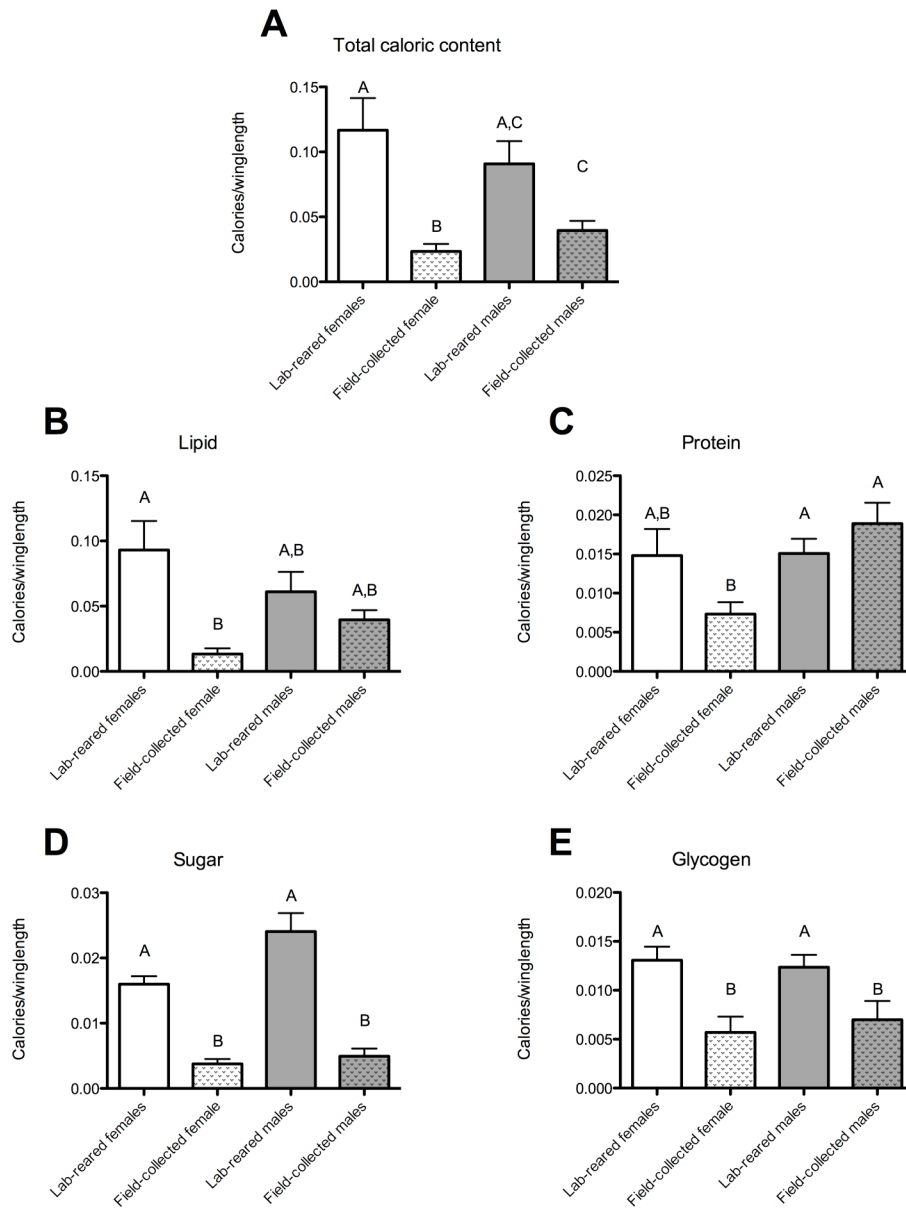 A
Total caloric content
Calories/winglength
0.15
0.10
0.05
0.00
A
B
A,C
C
Lab-reared females
Field-collected female
Lab-reared males
Field-collected males
B
Lipid
Calories/winglength
0.15
0.10
0.05
0.00
A
B
A,B
A,B
Lab-reared females
Field-collected female
Lab-reared males
Field-collected males
C
Protein
Calories/winglength
0.025
0.020
0.015
0.010
0.005
0.000
A,B
B
A
A
Lab-reared females
Field-collected female
Lab-reared males
Field-collected males
D
Sugar
Calories/winglength
0.03
0.02
0.01
0.00
A
B
A
B
Lab-reared females
Field-collected female
Lab-reared males
Field-collected males
E
Glycogen
Calories/winglength
0.020
0.015
0.010
0.005
0.000
A
B
A
B
Lab-reared females
Field-collected female
Lab-reared males
Field-collected males